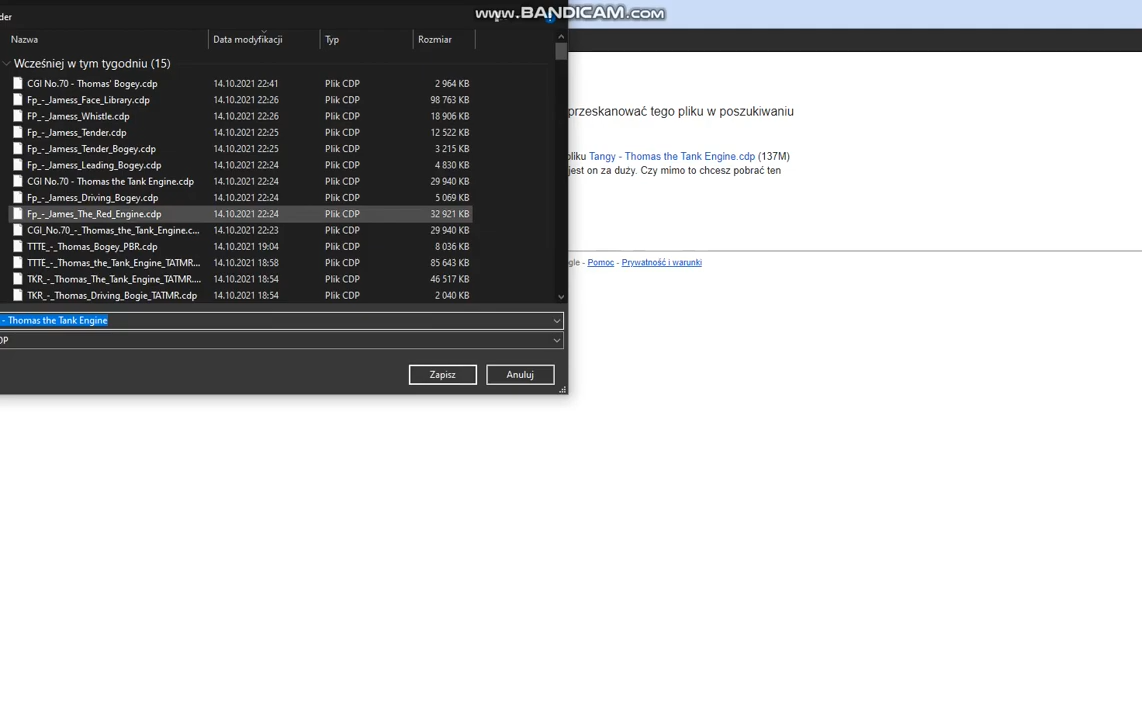 www.BANDICAM.com
der
Nazwa Data modyfikacji Typ Rozmiar
Wcześniej w tym tygodniu (15)
CGI No.70 - Thomas' Bogey.cdp 14.10.2021 22:41 Plik CDP 2 964 KB
Fp_-_Jamess_Face_Library.cdp 14.10.2021 22:26 Plik CDP 98 763 KB
FP_-_Jamess_Whistle.cdp 14.10.2021 22:26 Plik CDP 18 906 KB
Fp_-_Jamess_Tender.cdp 14.10.2021 22:25 Plik CDP 12 522 KB
Fp_-_Jamess_Tender_Bogey.cdp 14.10.2021 22:25 Plik CDP 3 215 KB
Fp_-_Jamess_Leading_Bogey.cdp 14.10.2021 22:24 Plik CDP 4 830 KB
CGI No.70 - Thomas the Tank Engine.cdp 14.10.2021 22:24 Plik CDP 29 940 KB
Fp_-_Jamess_Driving_Bogey.cdp 14.10.2021 22:24 Plik CDP 5 069 KB
Fp_-_James_The_Red_Engine.cdp 14.10.2021 22:24 Plik CDP 32 921 KB
CGI_No.70_-_Thomas_the_Tank_Engine.c... 14.10.2021 22:23 Plik CDP 29 940 KB
TTTE_-_Thomas_Bogey_PBR.cdp 14.10.2021 19:04 Plik CDP 8 036 KB
TTTE_-_Thomas_the_Tank_Engine_TATMR... 14.10.2021 18:58 Plik CDP 85 643 KB
TKR_-_Thomas_The_Tank_Engine_TATMR.... 14.10.2021 18:54 Plik CDP 46 517 KB
TKR_-_Thomas_Driving_Bogie_TATMR.cdp 14.10.2021 18:54 Plik CDP 2 040 KB
- Thomas the Tank Engine
DP
Zapisz Anuluj
przeskanować tego pliku w poszukiwaniu
pliku Tangy - Thomas the Tank Engine.cdp (137M)
jest on za duży. Czy mimo to chcesz pobrać ten
gle - Pomoc - Prywatność i warunki